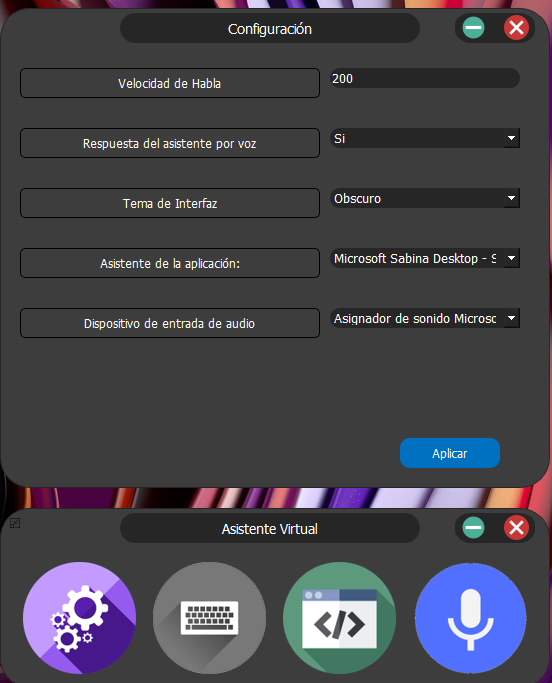 Configuración
Velocidad de Habla
200
Respuesta del asistente por voz
Si
Tema de Interfaz
Obscuro
Asistente de la aplicación:
Microsoft Sabina Desktop - S
Dispositivo de entrada de audio
Asignador de sonido Microsc
Aplicar
Asistente Virtual